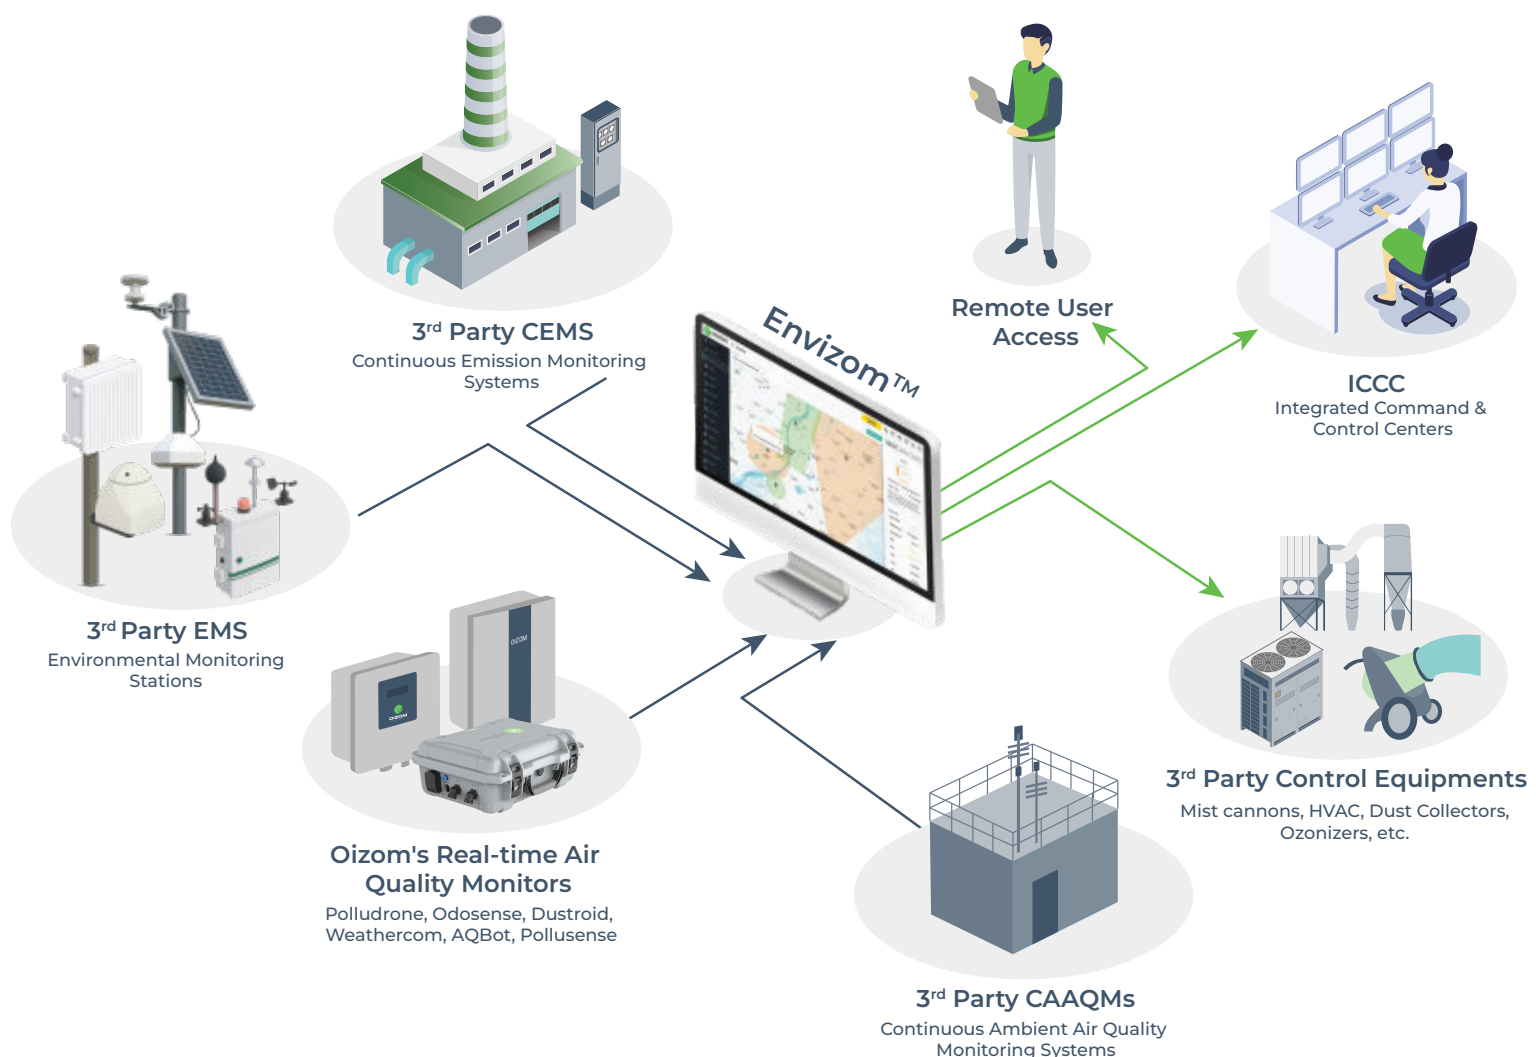 3rd Party CEMS
Continuous Emission Monitoring
Systems
Envizom™
Remote User
Access
ICCC
Integrated Command &
Control Centers
3rd Party EMS
Environmental Monitoring
Stations
OIZOM
OIZOM
Oizom's Real-time Air
Quality Monitors
Polludrone, Odosense, Dustroid,
Weathercom, AQBot, Pollusense
3rd Party Control Equipments
Mist cannons, HVAC, Dust Collectors,
Ozonizers, etc.
3rd Party CAAQMs
Continuous Ambient Air Quality
Monitoring Systems